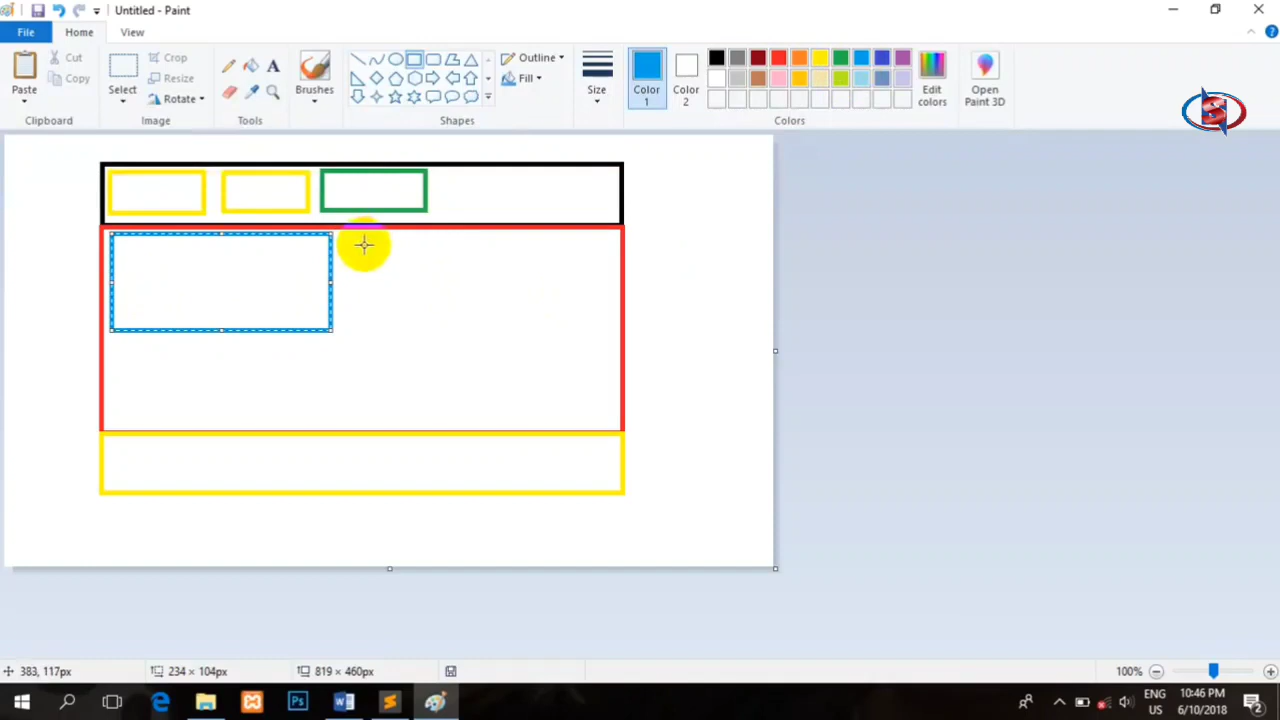 Untitled - Paint
File Home View
Paste
Cut
Copy
Clipboard
Select
Crop
Resize
Rotate
Image
Tools
Brushes
Shapes
Outline
Fill
Size
Color 1
Color 2
Edit colors
Open Paint 3D
Colors
S
383, 117px
234 × 104px
819 × 460px
100%
Ps
ENG
US
10:46 PM
6/10/2018
2